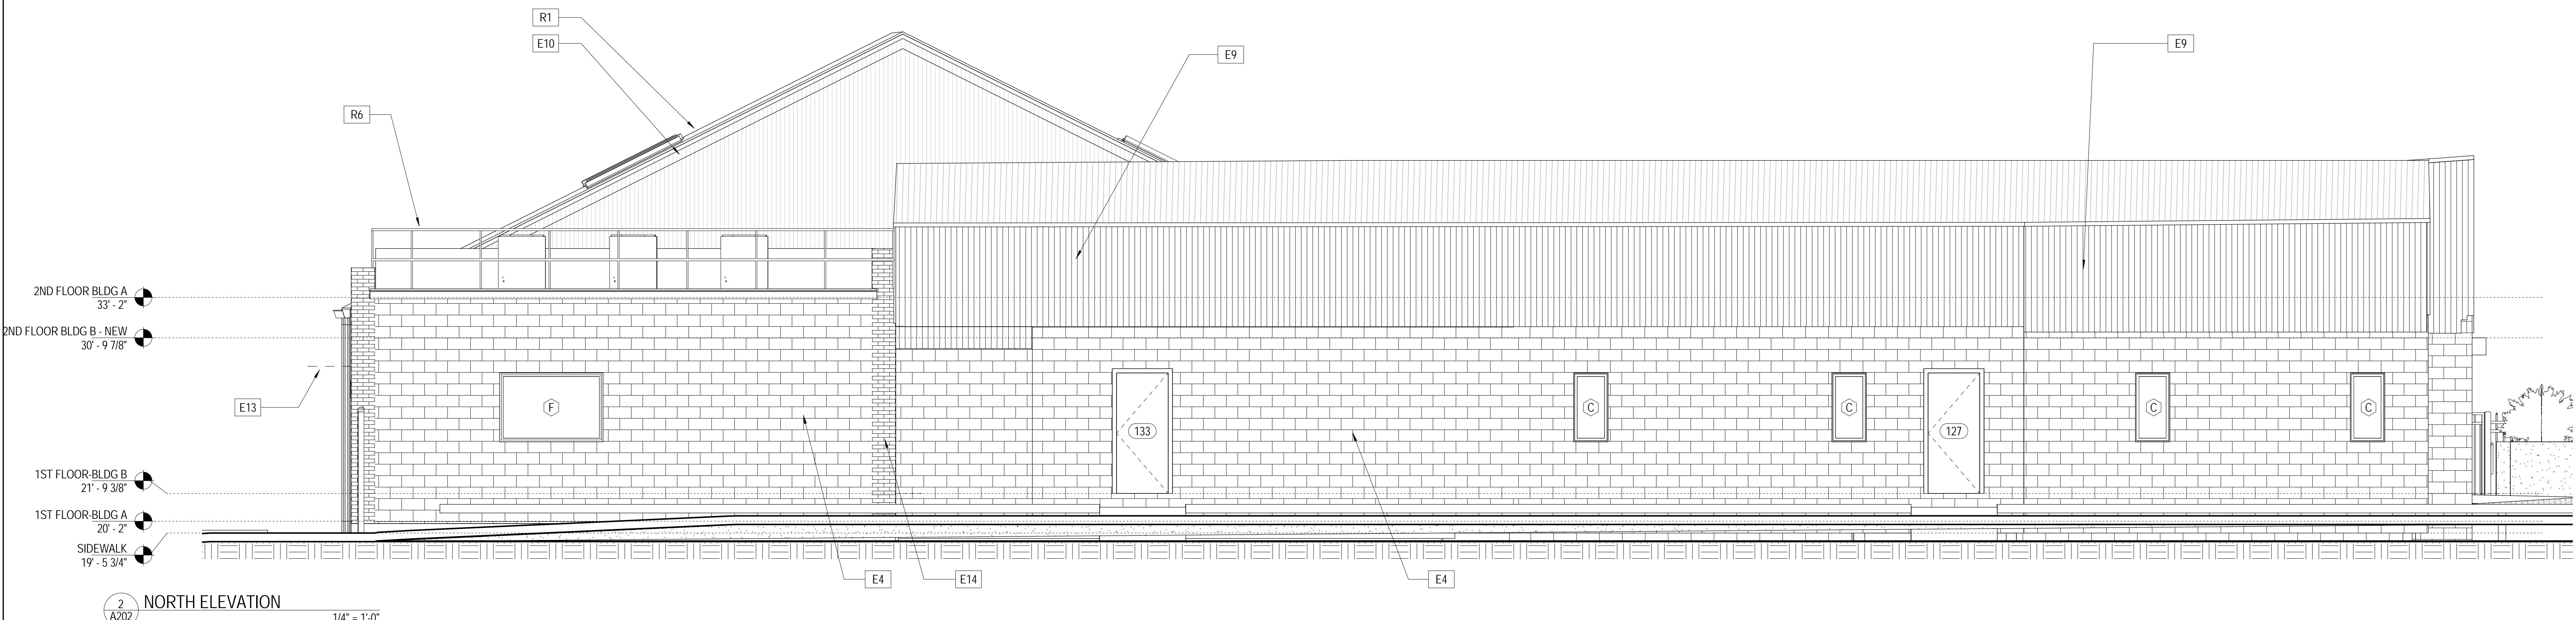 R1
E10
E9
E9
R6
2ND FLOOR BLDG A
33' - 2"
2ND FLOOR BLDG B - NEW
30' - 9 7/8"
E13
F
133
C
C
127
C
C
1ST FLOOR-BLDG B
21' - 9 3/8"
1ST FLOOR-BLDG A
20' - 2"
SIDEWALK
19' - 5 3/4"
E4
E14
E4
2
A202
NORTH ELEVATION
1/4" = 1'-0"